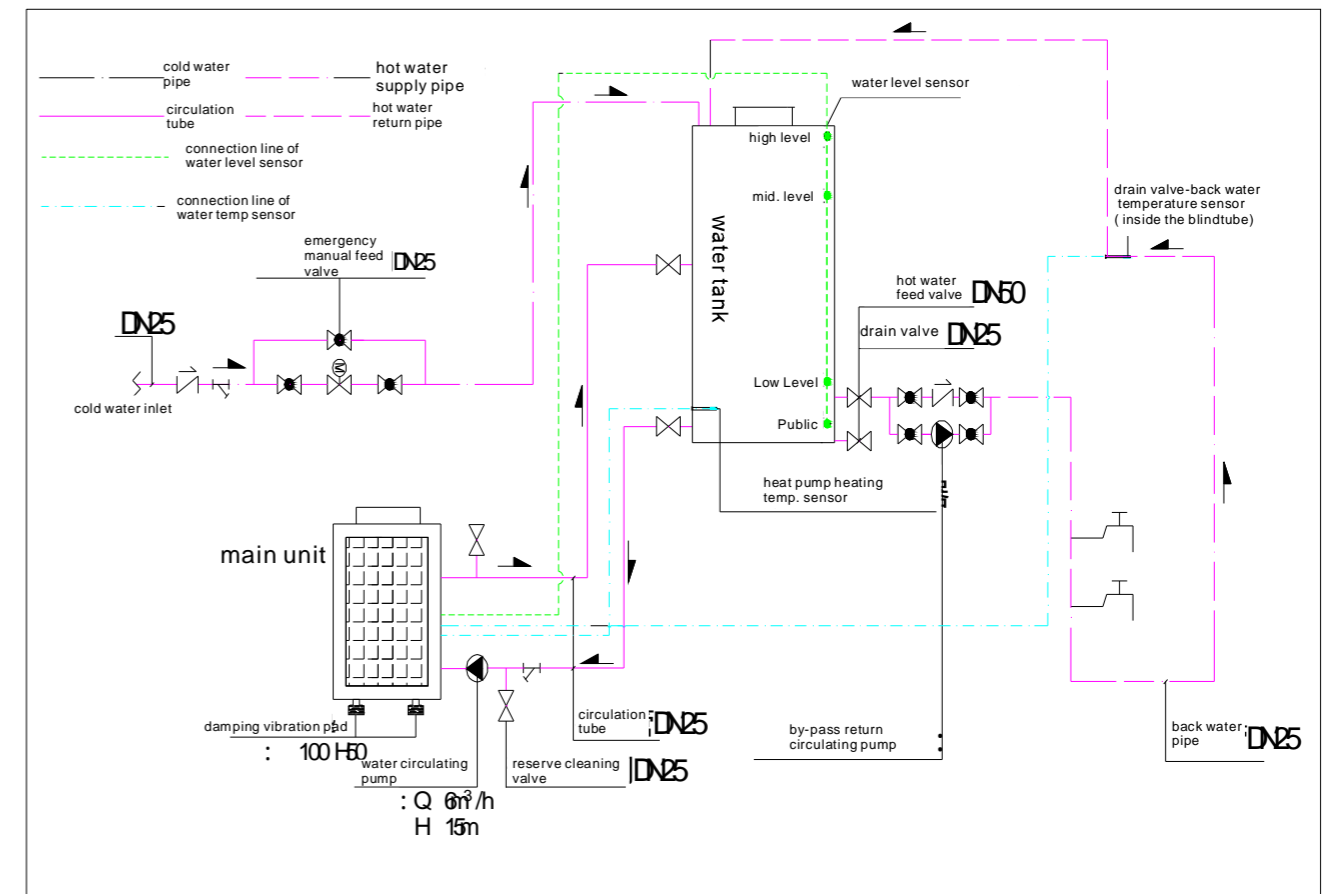 cold water
pipe
hot water
supply pipe
circulation
tube
hot water
return pipe
connection line of
water level sensor
connection line of
water temp sensor
water level sensor
high level
mid. level
water tank
Low Level
Public
drain valve-back water
temperature sensor
( inside the blindtube)
emergency
manual feed
valve
DN25
hot water
feed valve
DN50
drain valve
DN25
DN25
M
cold water inlet
heat pump heating
temp. sensor
main unit
damping vibration pad
: 100 H50
water circulating
pump
: Q 6m³/h
H 15m
reserve cleaning
valve
DN25
circulation
tube
DN25
by-pass return
circulating pump
back water
pipe
DN25